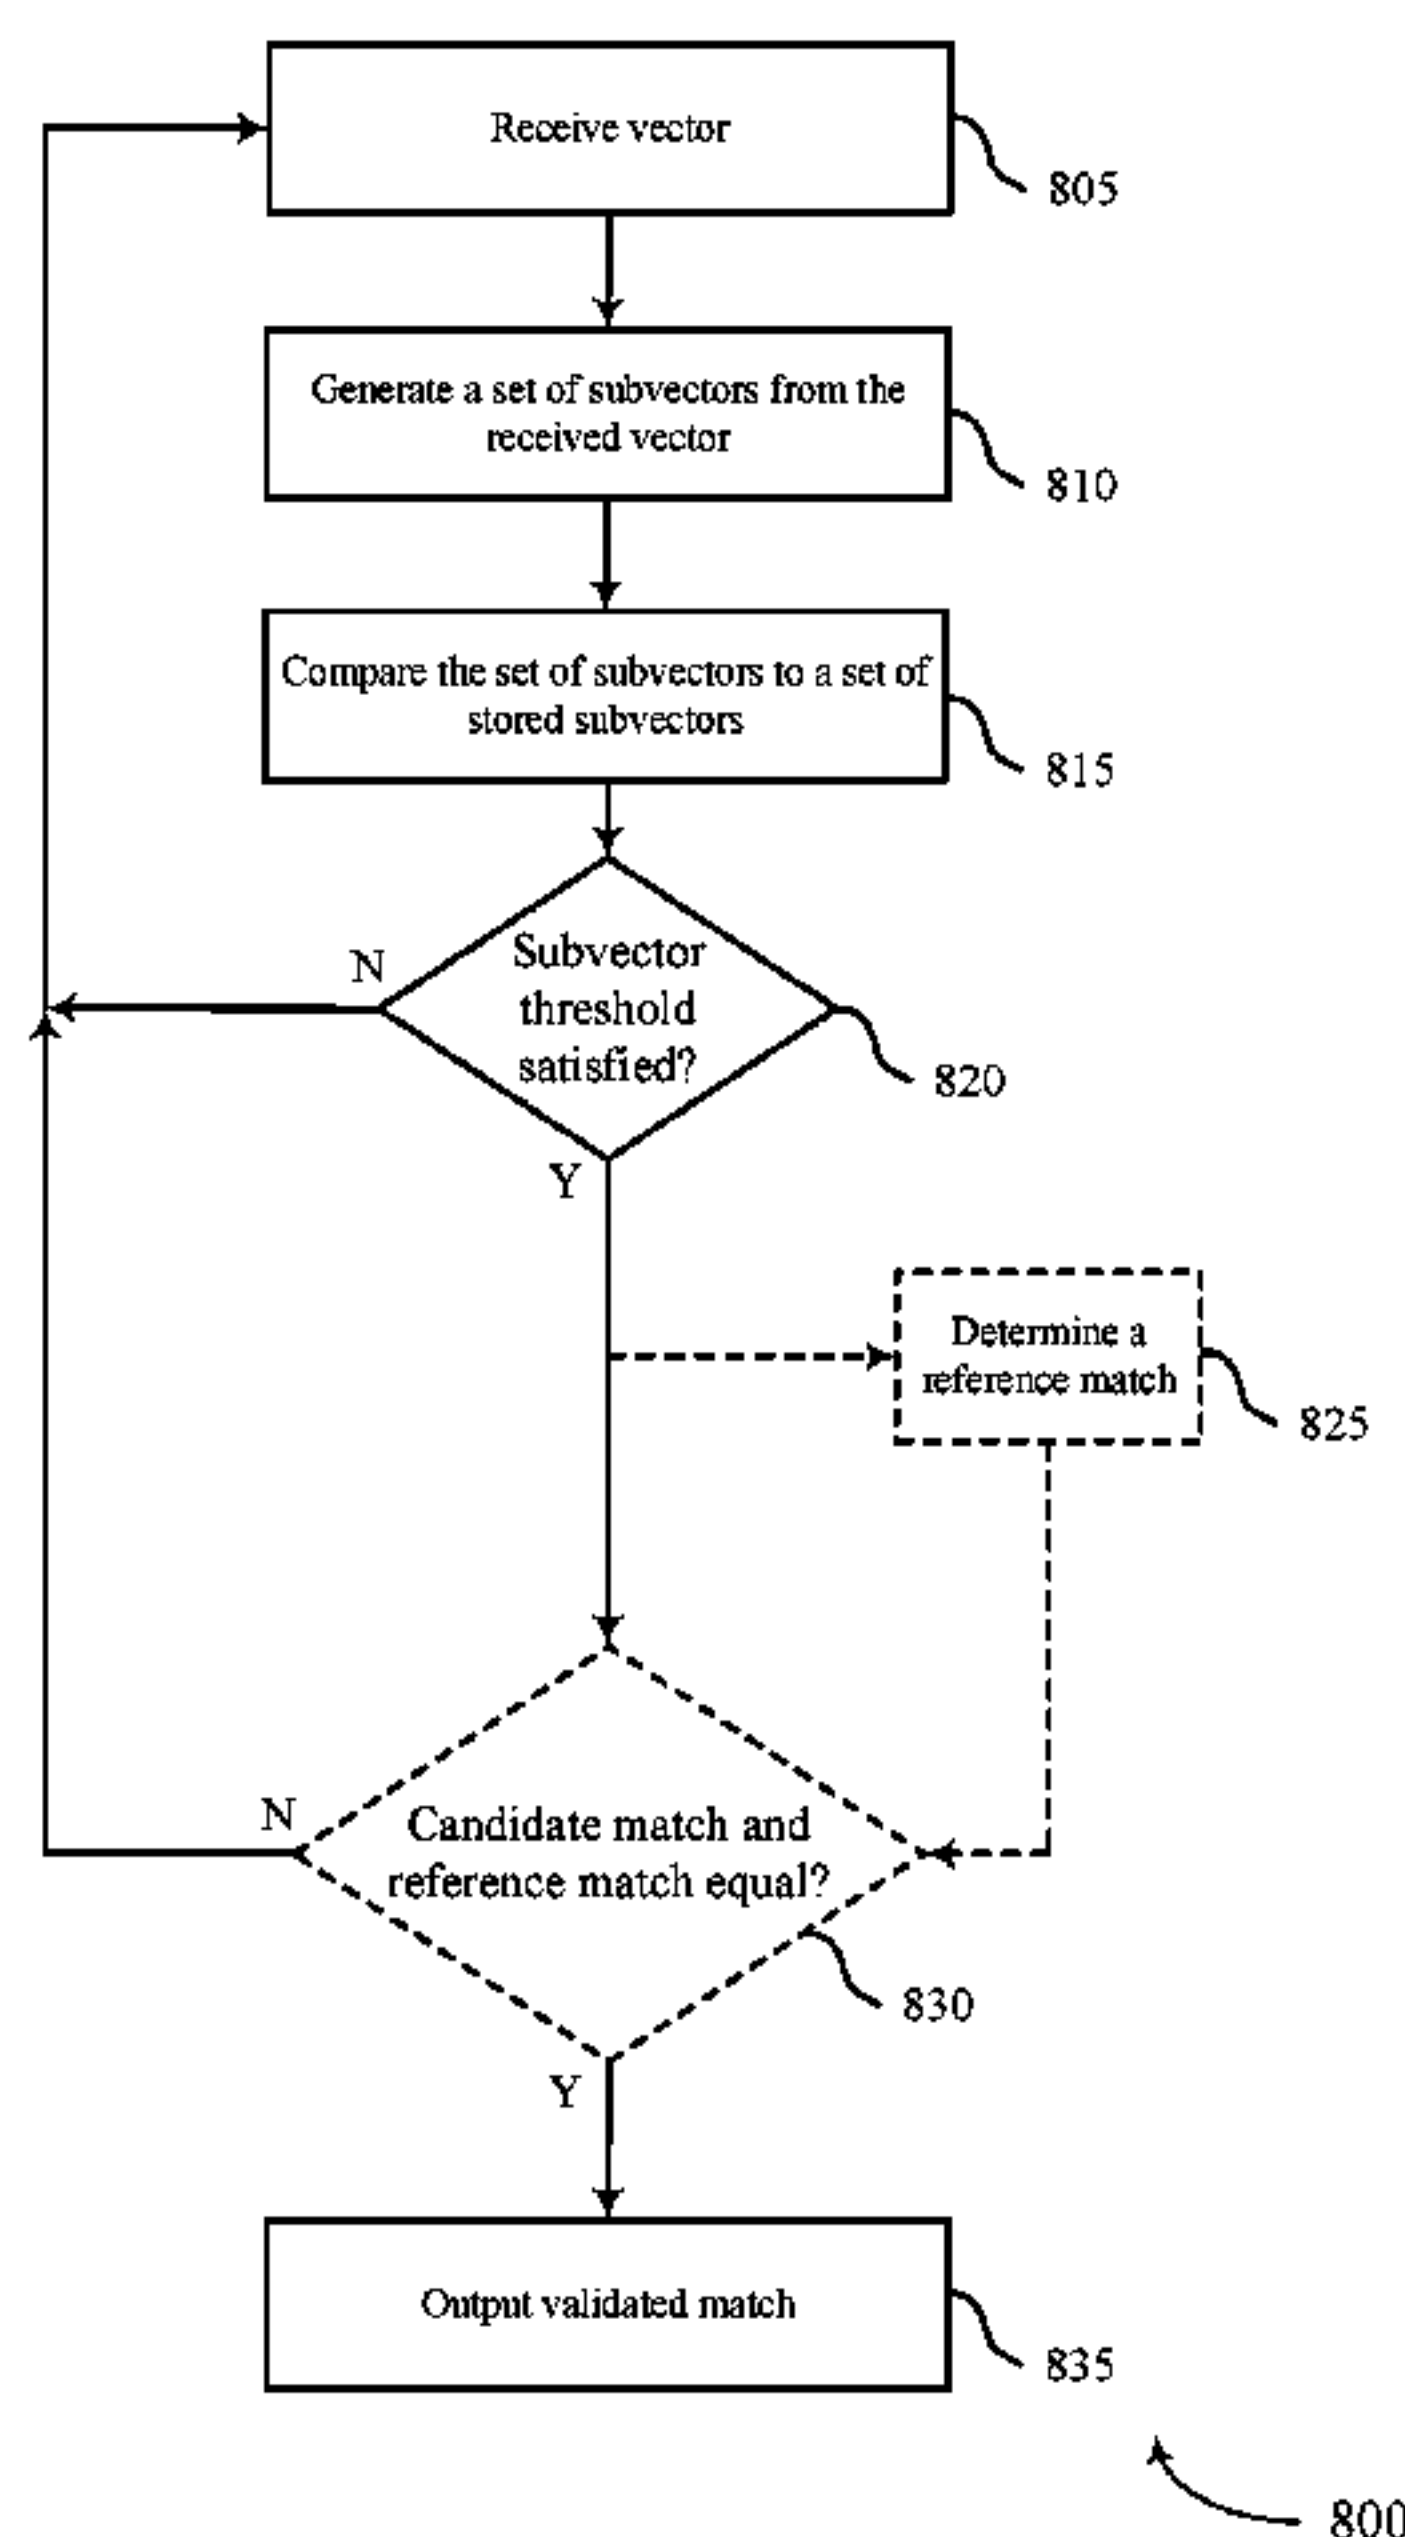 Receive vector
805
Generate a set of subvectors from the
received vector
810
Compare the set of subvectors to a set of
stored subvectors
815
N
Subvector
threshold
satisfied?
820
Y
Determine a
reference match
825
N
Candidate match and
reference match equal?
830
Y
Output validated match
835
800